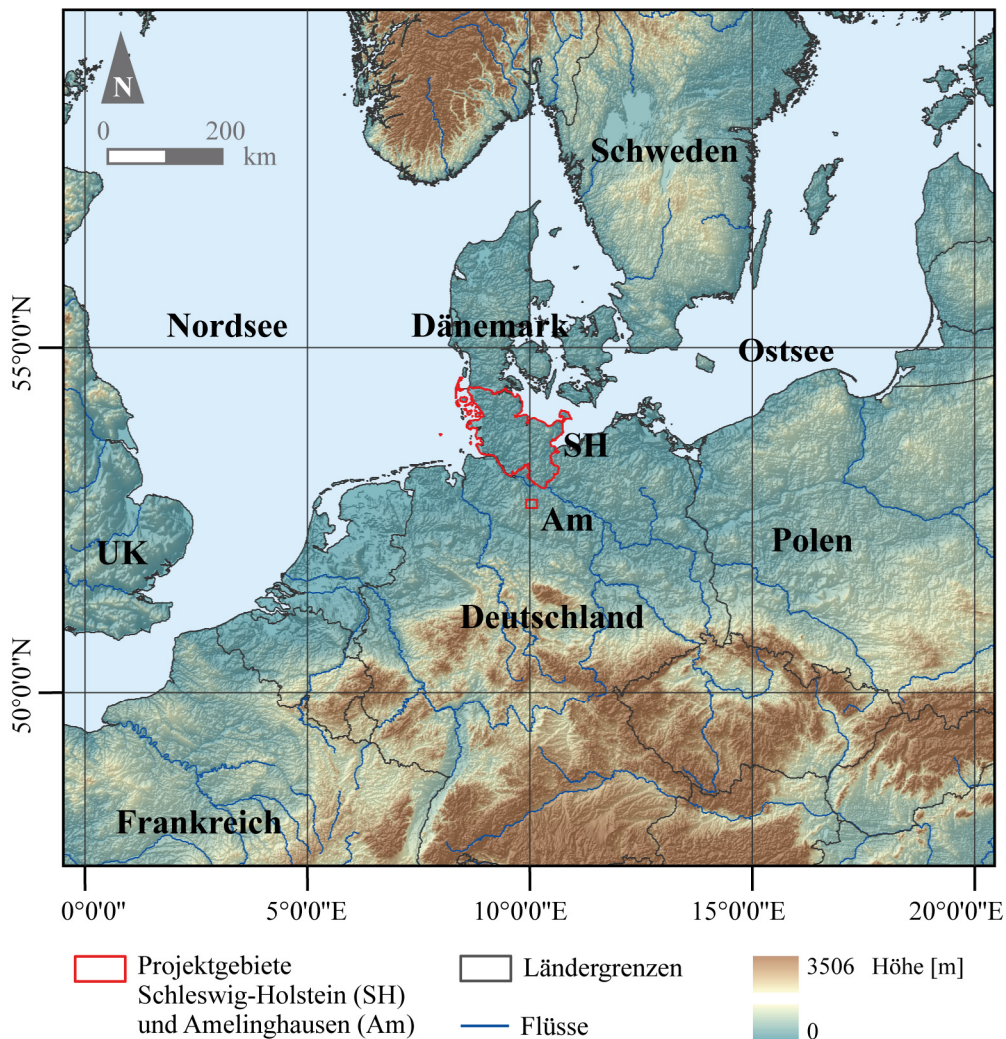 N
0 200
km
Schweden
Nordsee
Dänemark
Ostsee
SH
Am
UK
Polen
Deutschland
Frankreich
55°0'0"N
50°0'0"N
0°0'0" 5°0'0"E 10°0'0"E 15°0'0"E 20°0'0"E
Projektgebiete
Schleswig-Holstein (SH)
und Amelinghausen (Am)
Ländergrenzen
Flüsse
3506 Höhe [m]
0